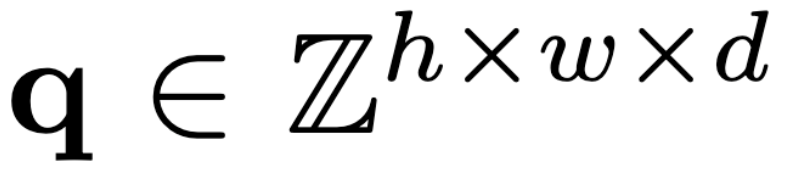 𝐪 ∈ ℤ^{h×w×d}